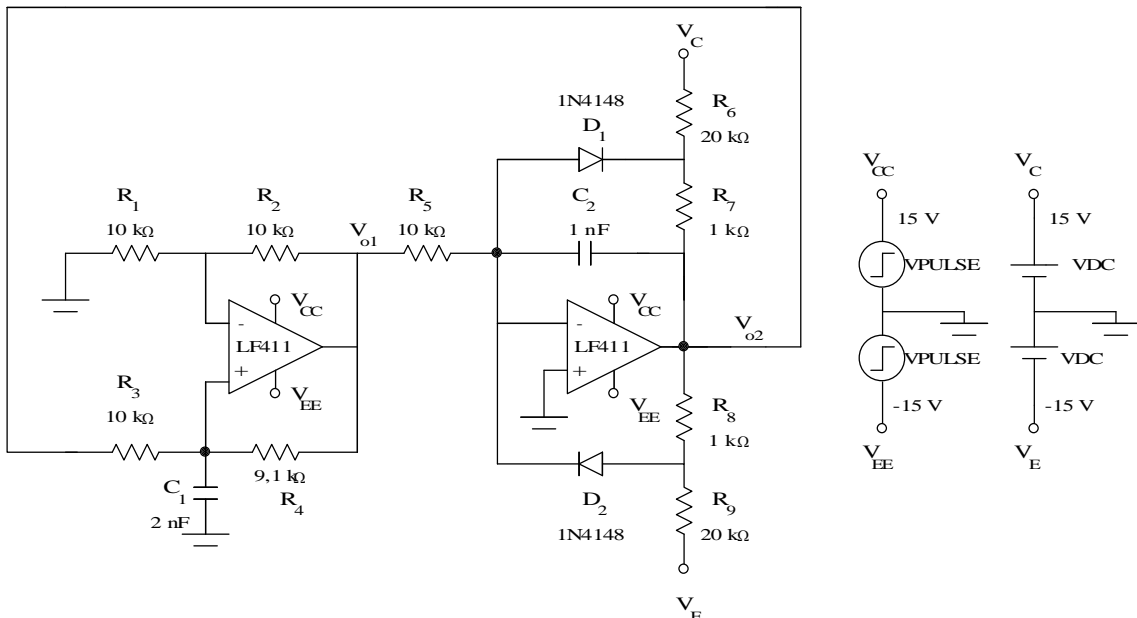 V_C
1N4148
R_6
D_1
20 kΩ
R_1
R_2
R_5
C_2
R_7
10 kΩ
10 kΩ
V_o1
10 kΩ
1 nF
1 kΩ
V_CC
V_CC
-
LF411
+
-
LF411
+
V_o2
V_EE
V_EE
R_3
10 kΩ
R_8
1 kΩ
9,1 kΩ
C_1
R_4
2 nF
D_2
1N4148
R_9
20 kΩ
V_E
V_CC
V_C
15 V
15 V
VPULSE
VDC
VPULSE
VDC
-15 V
-15 V
V_EE
V_E